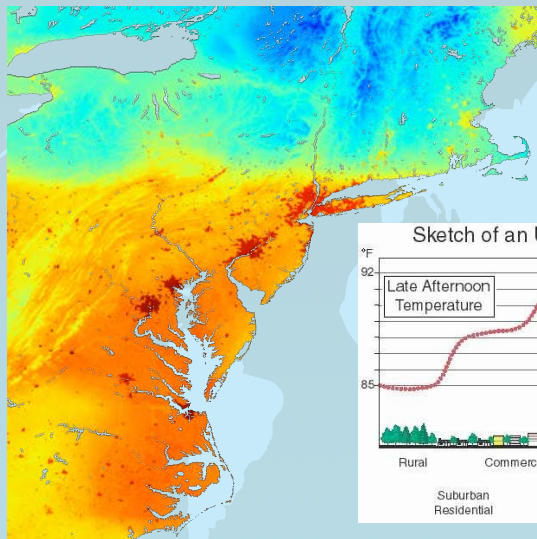 Sketch of an U
°F
92
Late Afternoon
Temperature
85
Rural
Commerc
Suburban
Residential